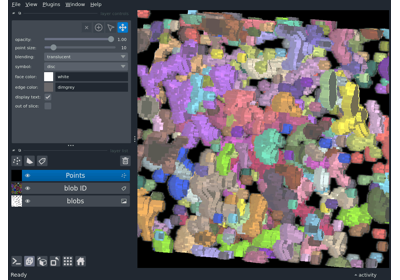 File View Plugins Window Help
opacity: 1.00
point size: 10
blending: translucent
symbol: disc
face color: white
edge color: dimgrey
display text:
out of slice:
Points
blob ID
blobs
Ready
activity